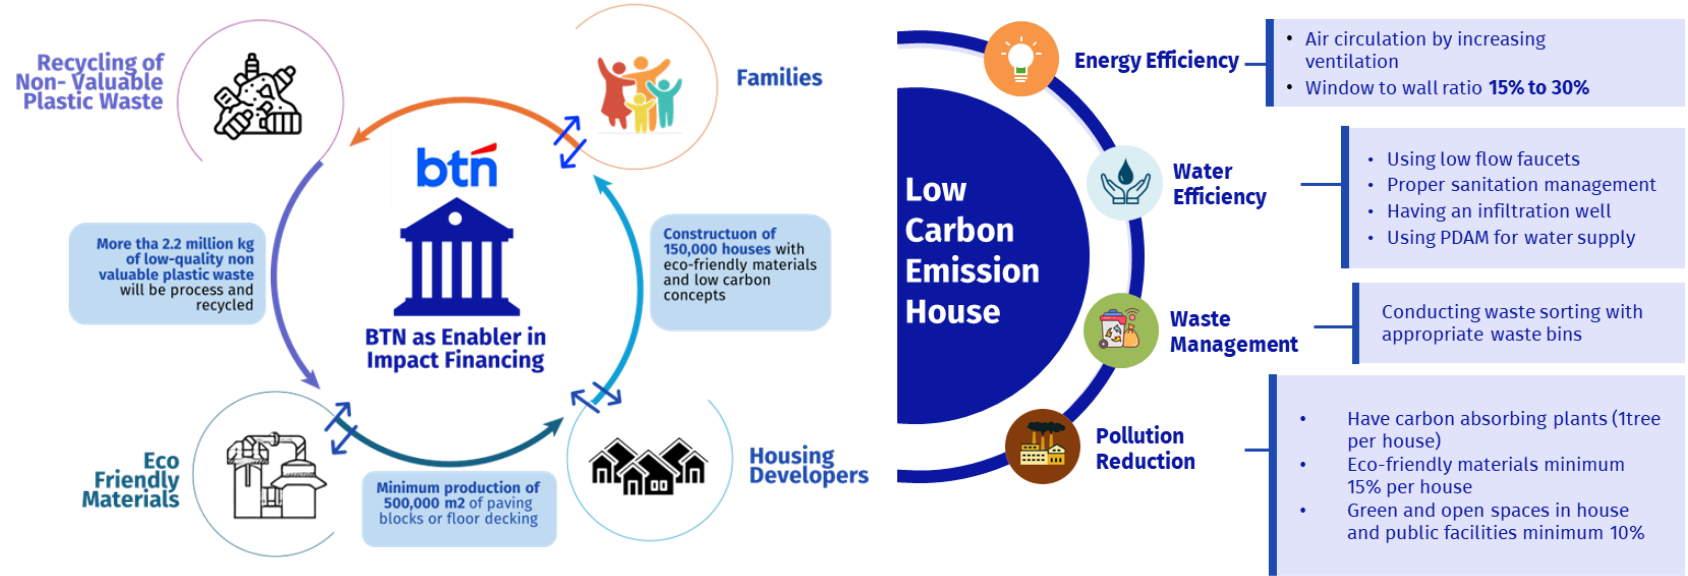 Recycling of
Non- Valuable
Plastic Waste
Families
btn
BTN as Enabler in
Impact Financing
More tha 2.2 million kg
of low-quality non
valuable plastic waste
will be process and
recycled
Constructuon of
150,000 houses with
eco-friendly materials
and low carbon
concepts
Eco
Friendly
Materials
Minimum production of
500,000 m2 of paving
blocks or floor decking
Housing
Developers
Low
Carbon
Emission
House
Energy Efficiency
• Air circulation by increasing
ventilation
• Window to wall ratio 15% to 30%
Water
Efficiency
• Using low flow faucets
• Proper sanitation management
• Having an infiltration well
• Using PDAM for water supply
Waste
Management
Conducting waste sorting with
appropriate waste bins
Pollution
Reduction
• Have carbon absorbing plants (1tree
per house)
• Eco-friendly materials minimum
15% per house
• Green and open spaces in house
and public facilities minimum 10%